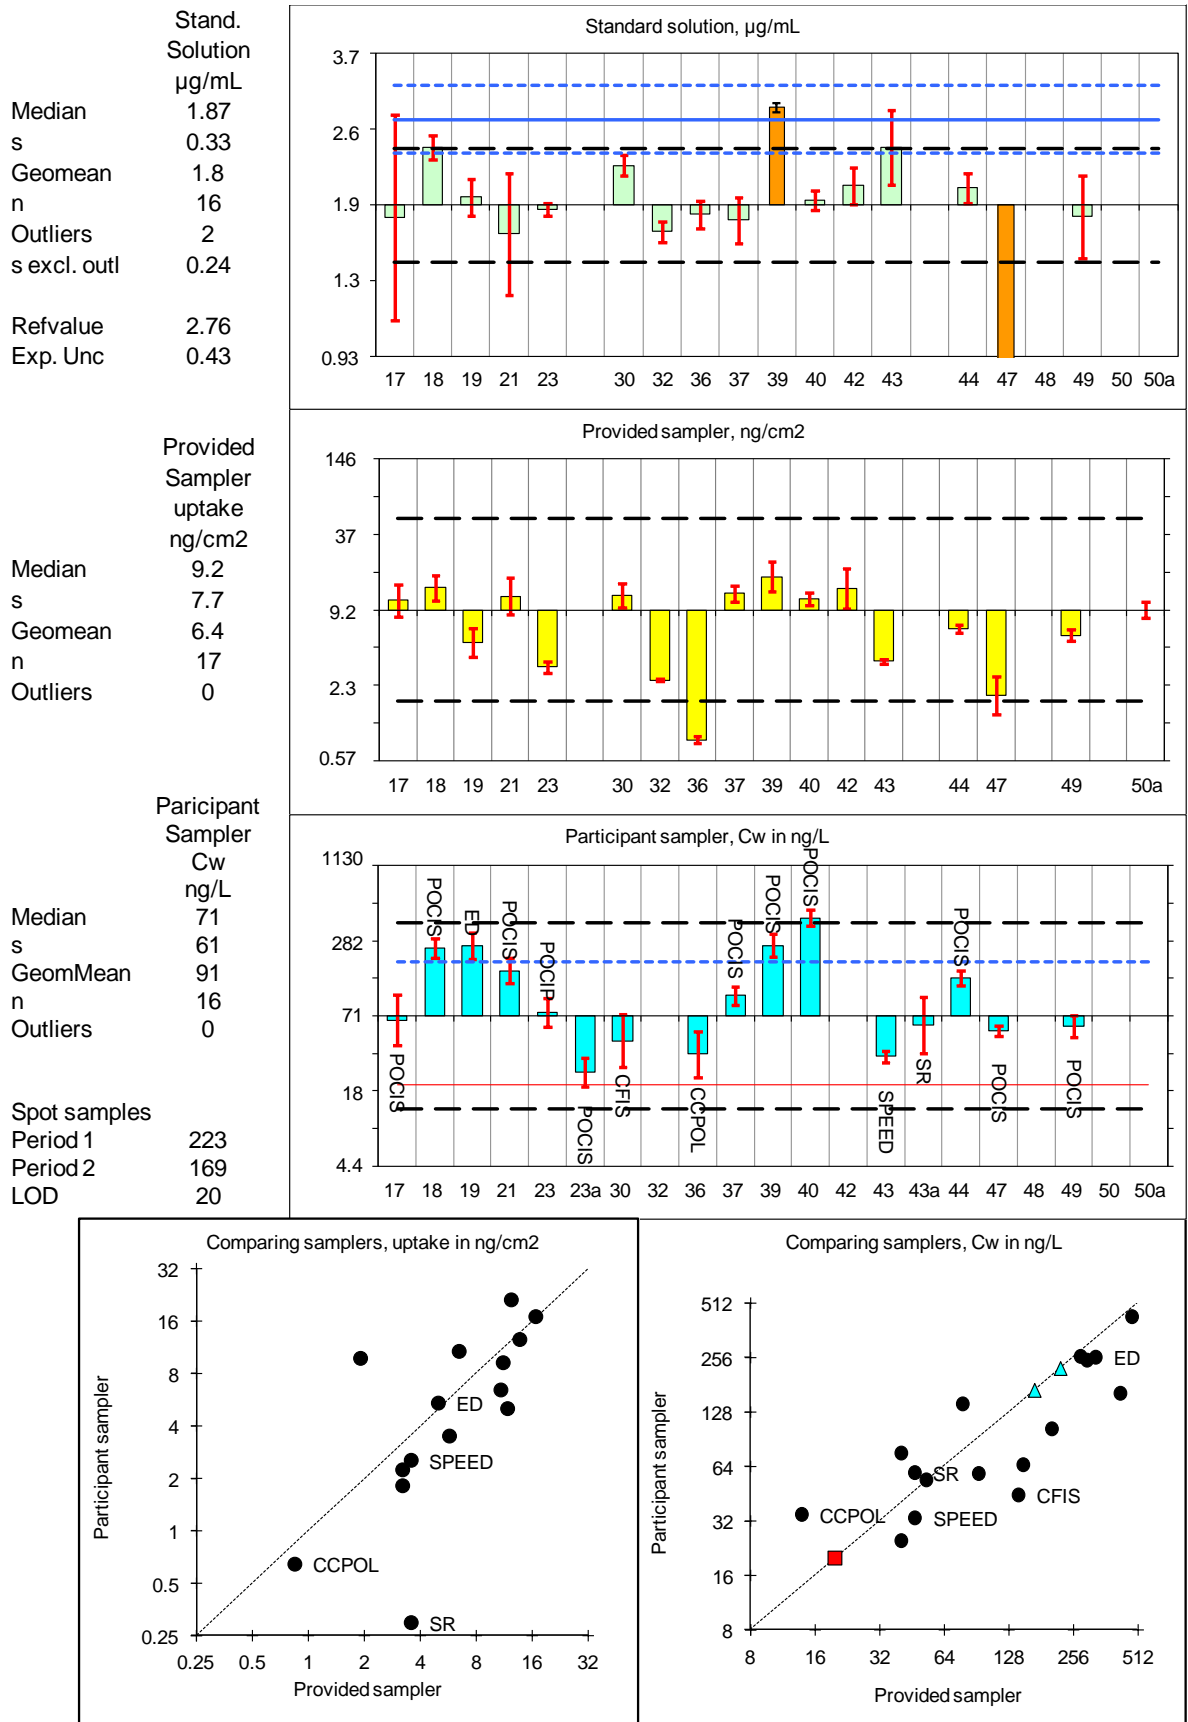 Stand.
Solution
µg/mL
Median 1.87
s 0.33
Geomean 1.8
n 16
Outliers 2
s excl. outl 0.24
Refvalue 2.76
Exp. Unc 0.43
Standard solution, µg/mL
3.7
2.6
1.9
1.3
0.93
17 18 19 21 23 30 32 36 37 39 40 42 43 44 47 48 49 50 50a
Provided
Sampler
uptake
ng/cm2
Median 9.2
s 7.7
Geomean 6.4
n 17
Outliers 0
Provided sampler, ng/cm2
146
37
9.2
2.3
0.57
17 18 19 21 23 30 32 36 37 39 40 42 43 44 47 49 50a
Paricipant
Sampler
Cw
ng/L
Median 71
s 61
GeomMean 91
n 16
Outliers 0
Spot samples
Period 1 223
Period 2 169
LOD 20
Participant sampler, Cw in ng/L
1130
282
71
18
4.4
POCIS
POCIS
ED
POCIS
POCIP
POCIS
CFIS
CCPOL
POCIS
POCIS
POCIS
SPEED
SR
POCIS
POCIS
POCIS
17 18 19 21 23 23a 30 32 36 37 39 40 42 43 43a 44 47 48 49 50 50a
Comparing samplers, uptake in ng/cm2
Participant sampler
32
16
8
4
2
1
0.5
0.25
ED
SPEED
CCPOL
SR
0.25 0.5 1 2 4 8 16 32
Provided sampler
Comparing samplers, Cw in ng/L
Participant sampler
512
256
128
64
32
16
8
ED
SR
CFIS
CCPOL
SPEED
8 16 32 64 128 256 512
Provided sampler